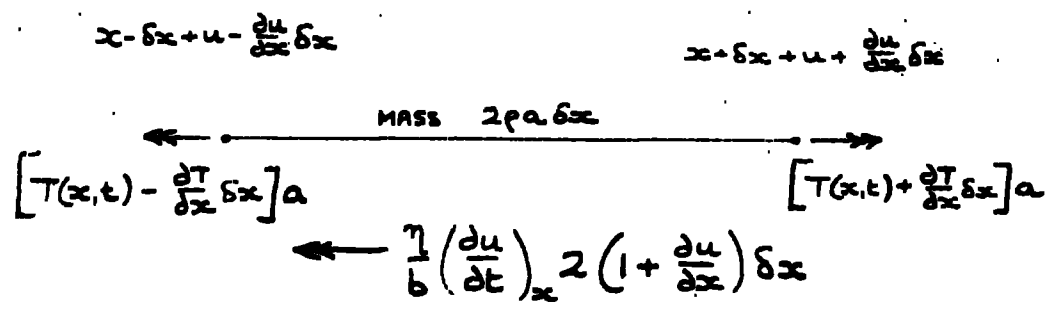 x - δx + u - ∂u/∂x δx
x + δx + u + ∂u/∂x δx
MASS 2ρa δx
[T(x,t) - ∂T/∂x δx]a
[T(x,t) + ∂T/∂x δx]a
η/b (∂u/∂t)ₓ 2 (1 + ∂u/∂x) δx